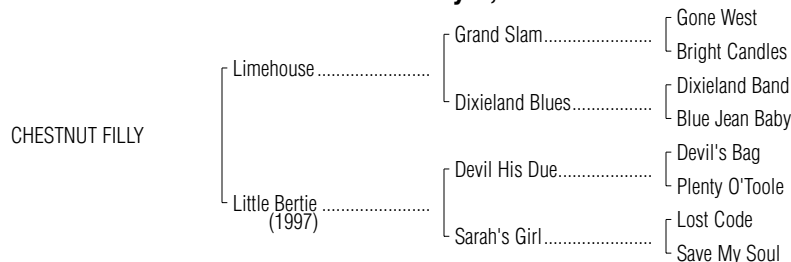 Gone West
Grand Slam.......................
Bright Candles
Limehouse........................
Dixieland Band
Dixieland Blues.................
Blue Jean Baby
CHESTNUT FILLY
Devil's Bag
Devil His Due....................
Plenty O'Toole
Little Bertie.......................
(1997)
Lost Code
Sarah's Girl.......................
Save My Soul